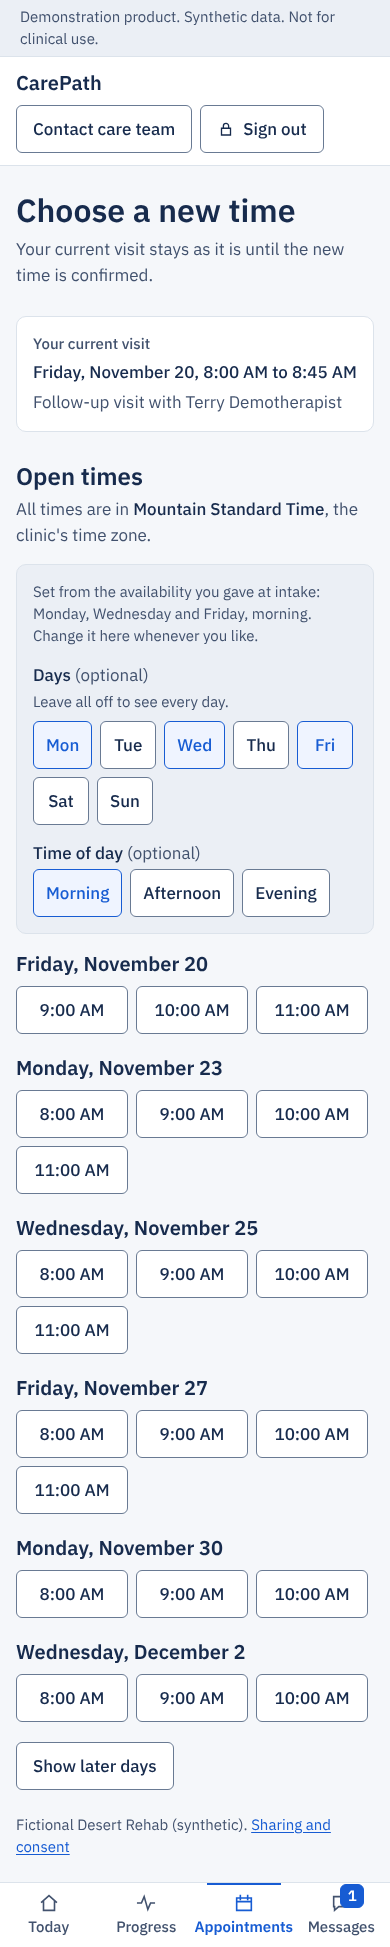 Demonstration product. Synthetic data. Not for
clinical use.
CarePath
Contact care team
Sign out
Choose a new time
Your current visit stays as it is until the new
time is confirmed.
Your current visit
Friday, November 20, 8:00 AM to 8:45 AM
Follow-up visit with Terry Demotherapist
Open times
All times are in Mountain Standard Time, the
clinic's time zone.
Set from the availability you gave at intake:
Monday, Wednesday and Friday, morning.
Change it here whenever you like.
Days (optional)
Leave all off to see every day.
Mon Tue Wed Thu Fri
Sat Sun
Time of day (optional)
Morning Afternoon Evening
Friday, November 20
9:00 AM 10:00 AM 11:00 AM
Monday, November 23
8:00 AM 9:00 AM 10:00 AM
11:00 AM
Wednesday, November 25
8:00 AM 9:00 AM 10:00 AM
11:00 AM
Friday, November 27
8:00 AM 9:00 AM 10:00 AM
11:00 AM
Monday, November 30
8:00 AM 9:00 AM 10:00 AM
Wednesday, December 2
8:00 AM 9:00 AM 10:00 AM
Show later days
Fictional Desert Rehab (synthetic). Sharing and
consent
1
Today Progress Appointments Messages